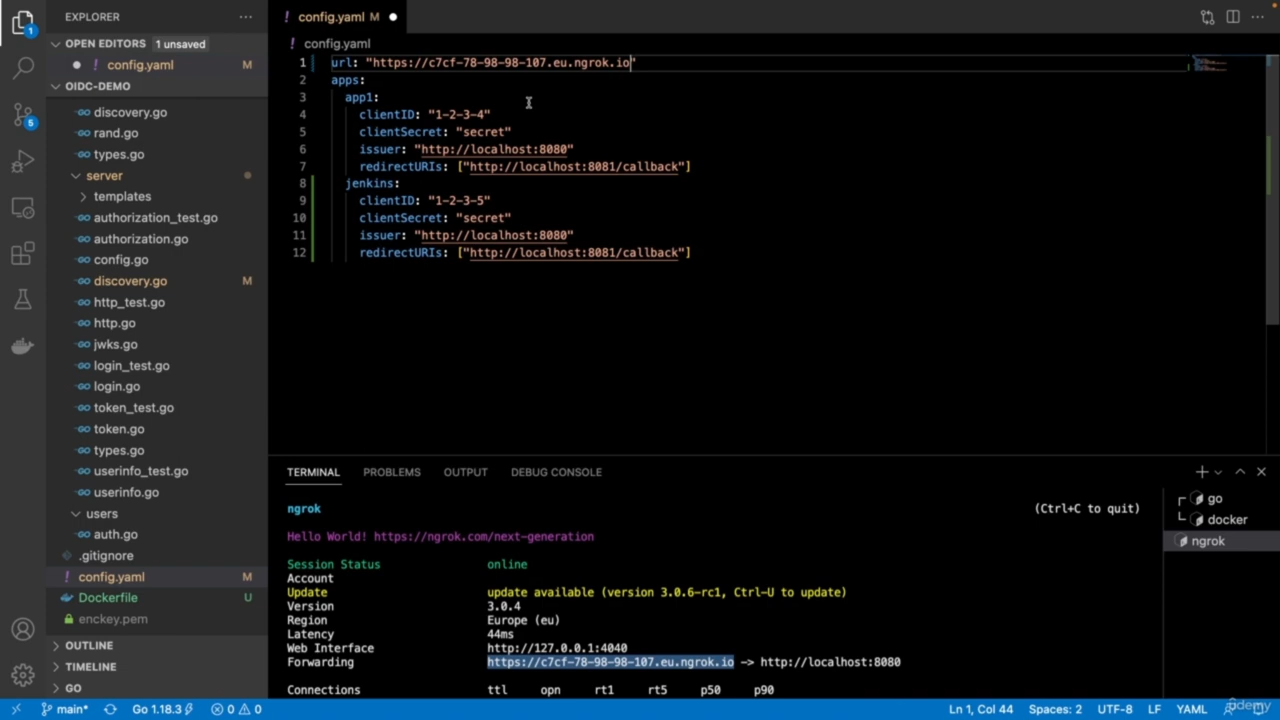 EXPLORER
config.yaml M
OPEN EDITORS 1 unsaved
! config.yaml M
OIDC-DEMO
discovery.go
rand.go
types.go
server
templates
authorization_test.go
authorization.go
config.go
discovery.go M
http_test.go
http.go
jwks.go
login_test.go
login.go
token_test.go
token.go
types.go
userinfo_test.go
userinfo.go
users
auth.go
.gitignore
! config.yaml M
Dockerfile U
enckey.pem
OUTLINE
TIMELINE
GO
1
5
! config.yaml
1 url: "https://c7cf-78-98-98-107.eu.ngrok.io"
2 apps:
3 app1:
4 clientID: "1-2-3-4"
5 clientSecret: "secret"
6 issuer: "http://localhost:8080"
7 redirectURIs: ["http://localhost:8081/callback"]
8 jenkins:
9 clientID: "1-2-3-5"
10 clientSecret: "secret"
11 issuer: "http://localhost:8080"
12 redirectURIs: ["http://localhost:8081/callback"]
TERMINAL PROBLEMS OUTPUT DEBUG CONSOLE
ngrok (Ctrl+C to quit)
Hello World! https://ngrok.com/next-generation
Session Status online
Account
Update update available (version 3.0.6-rc1, Ctrl-U to update)
Version 3.0.4
Region Europe (eu)
Latency 44ms
Web Interface http://127.0.0.1:4040
Forwarding https://c7cf-78-98-98-107.eu.ngrok.io -> http://localhost:8080
Connections ttl opn rt1 rt5 p50 p90
go
docker
ngrok
main* Go 1.18.3 0 0 Ln 1, Col 44 Spaces: 2 UTF-8 LF YAML
udemy